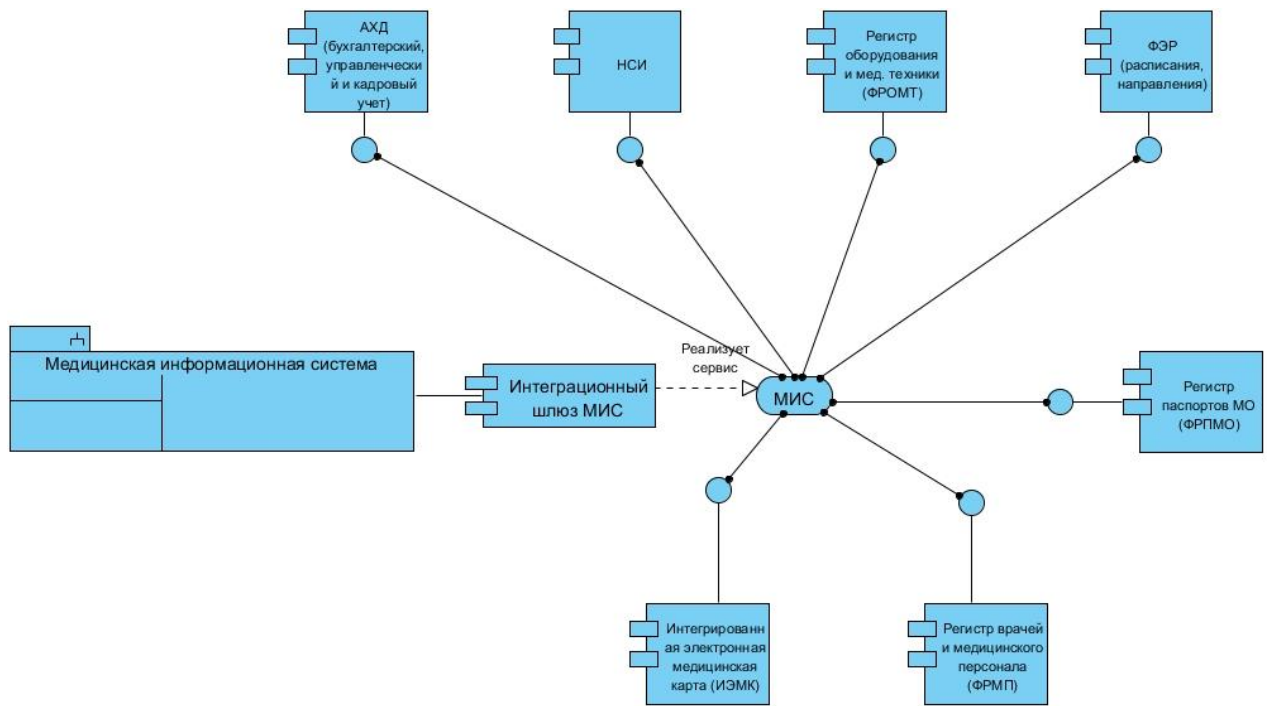 АХД
(бухгалтерский,
управленчески
й и кадровый
учет)
НСИ
Регистр
оборудования
и мед. техники
(ФРОМТ)
ФЭР
(расписания,
направления)
Медицинская информационная система
Интеграционный
шлюз МИС
Реализует
сервис
МИС
Регистр
паспортов МО
(ФРПМО)
Интегрированн
ая электронная
медицинская
карта (ИЭМК)
Регистр врачей
и медицинского
персонала
(ФРМП)